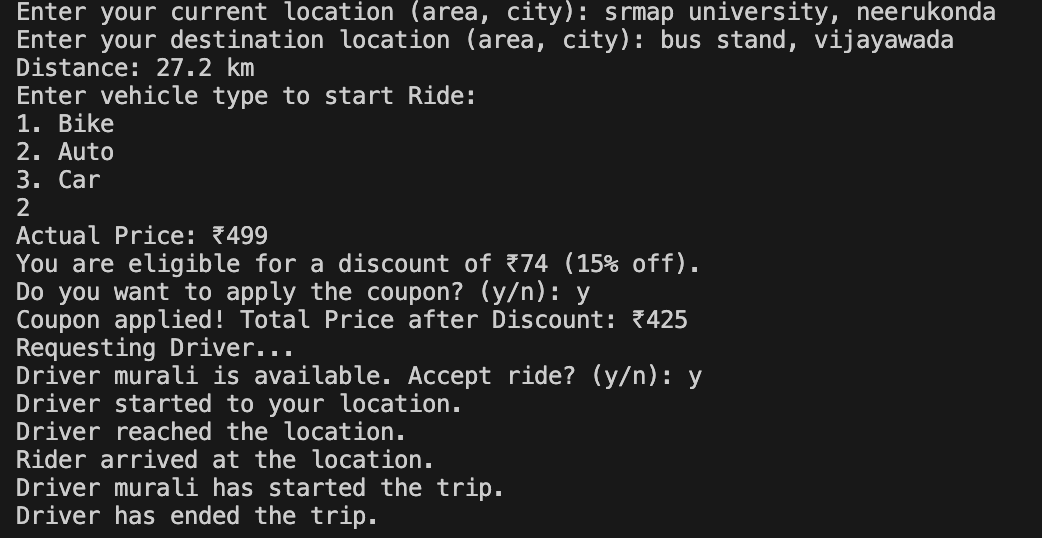 Enter your current location (area, city): srmap university, neerukonda
Enter your destination location (area, city): bus stand, vijayawada
Distance: 27.2 km
Enter vehicle type to start Ride:
1. Bike
2. Auto
3. Car
2
Actual Price: ₹499
You are eligible for a discount of ₹74 (15% off).
Do you want to apply the coupon? (y/n): y
Coupon applied! Total Price after Discount: ₹425
Requesting Driver...
Driver murali is available. Accept ride? (y/n): y
Driver started to your location.
Driver reached the location.
Rider arrived at the location.
Driver murali has started the trip.
Driver has ended the trip.